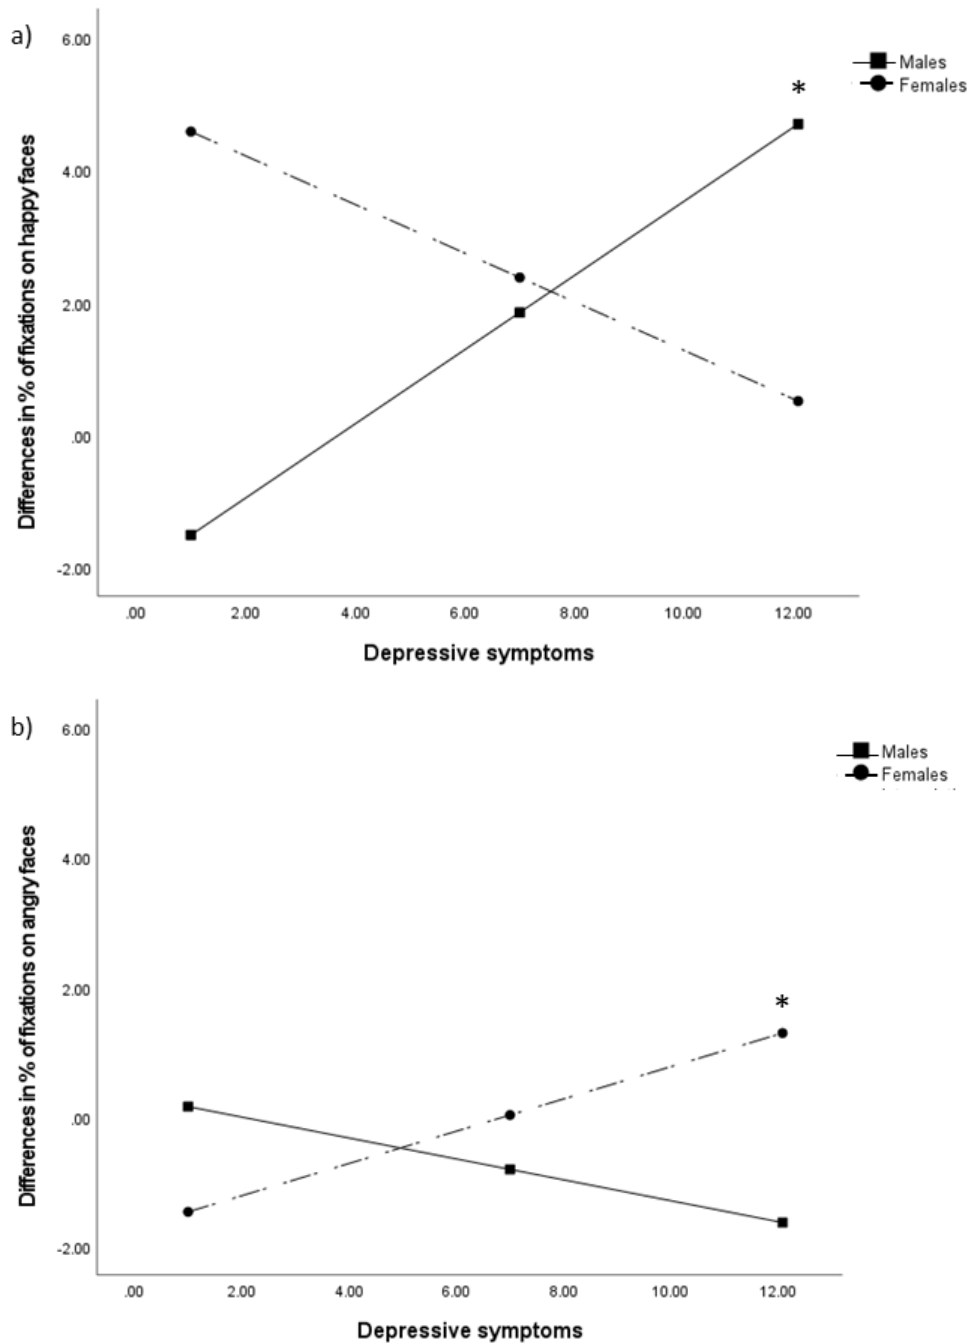 a)
6.00
4.00
2.00
.00
-2.00
Differences in % of fixations on happy faces
Males
Females
*
.00 2.00 4.00 6.00 8.00 10.00 12.00
Depressive symptoms
b)
6.00
4.00
2.00
.00
-2.00
Differences in % of fixations on angry faces
Males
Females
*
.00 2.00 4.00 6.00 8.00 10.00 12.00
Depressive symptoms